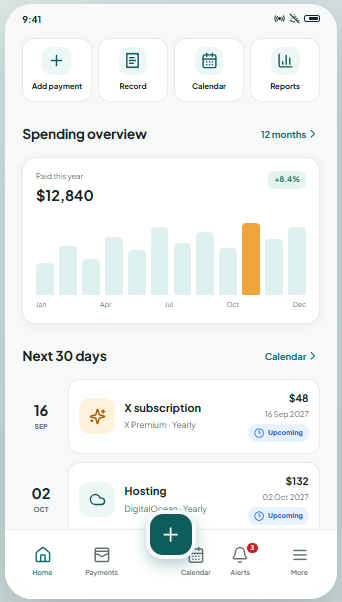 9:41
Add payment
Record
Calendar
Reports
Spending overview
12 months
Paid this year
+8.4%
$12,840
Jan
Apr
Jul
Oct
Dec
Next 30 days
Calendar
16
SEP
X subscription
X Premium · Yearly
$48
16 Sep 2027
Upcoming
02
OCT
Hosting
DigitalOcean · Yearly
$132
02 Oct 2027
Upcoming
Home
Payments
Calendar
3
Alerts
More